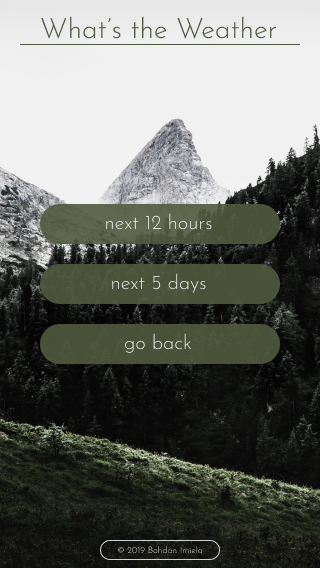 What's the Weather
next 12 hours
next 5 days
go back
© 2019 Bohdan Imiela